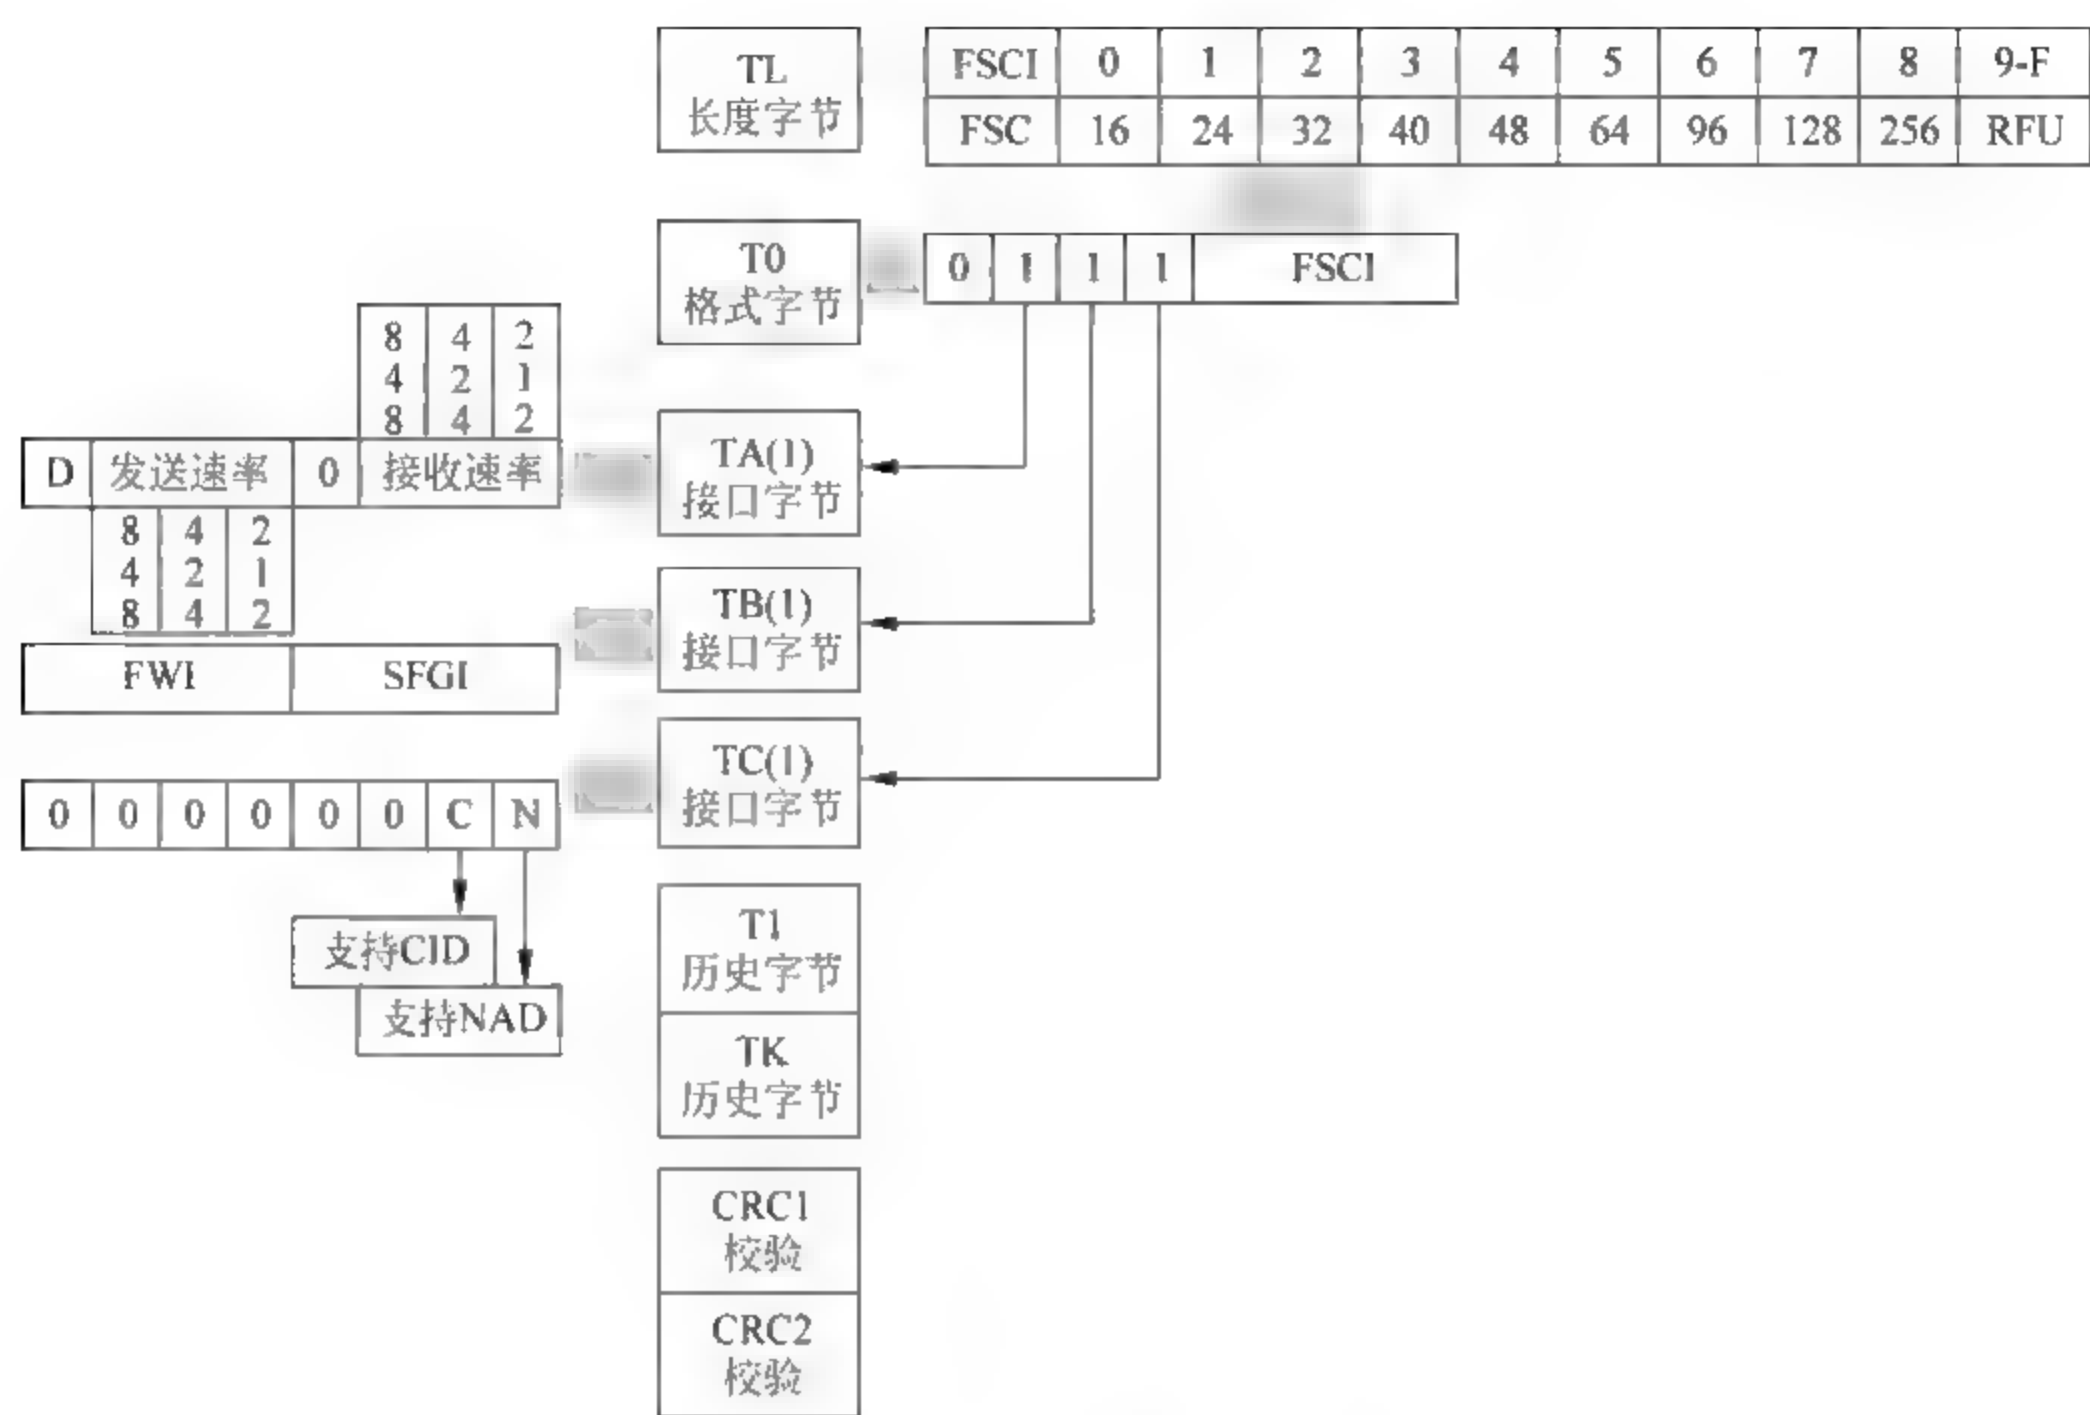 TL
长度字节
FSCI 0 1 2 3 4 5 6 7 8 9-F
FSC 16 24 32 40 48 64 96 128 256 RFU
T0
格式字节
0 1 1 1 FSCI
8 4 2
4 2 1
8 4 2
D 发送速率 0 接收速率
8 4 2
4 2 1
8 4 2
TA(1)
接口字节
TB(1)
接口字节
FWI SFGI
TC(1)
接口字节
0 0 0 0 0 0 C N
支持CID
支持NAD
T1
历史字节
TK
历史字节
CRC1
校验
CRC2
校验